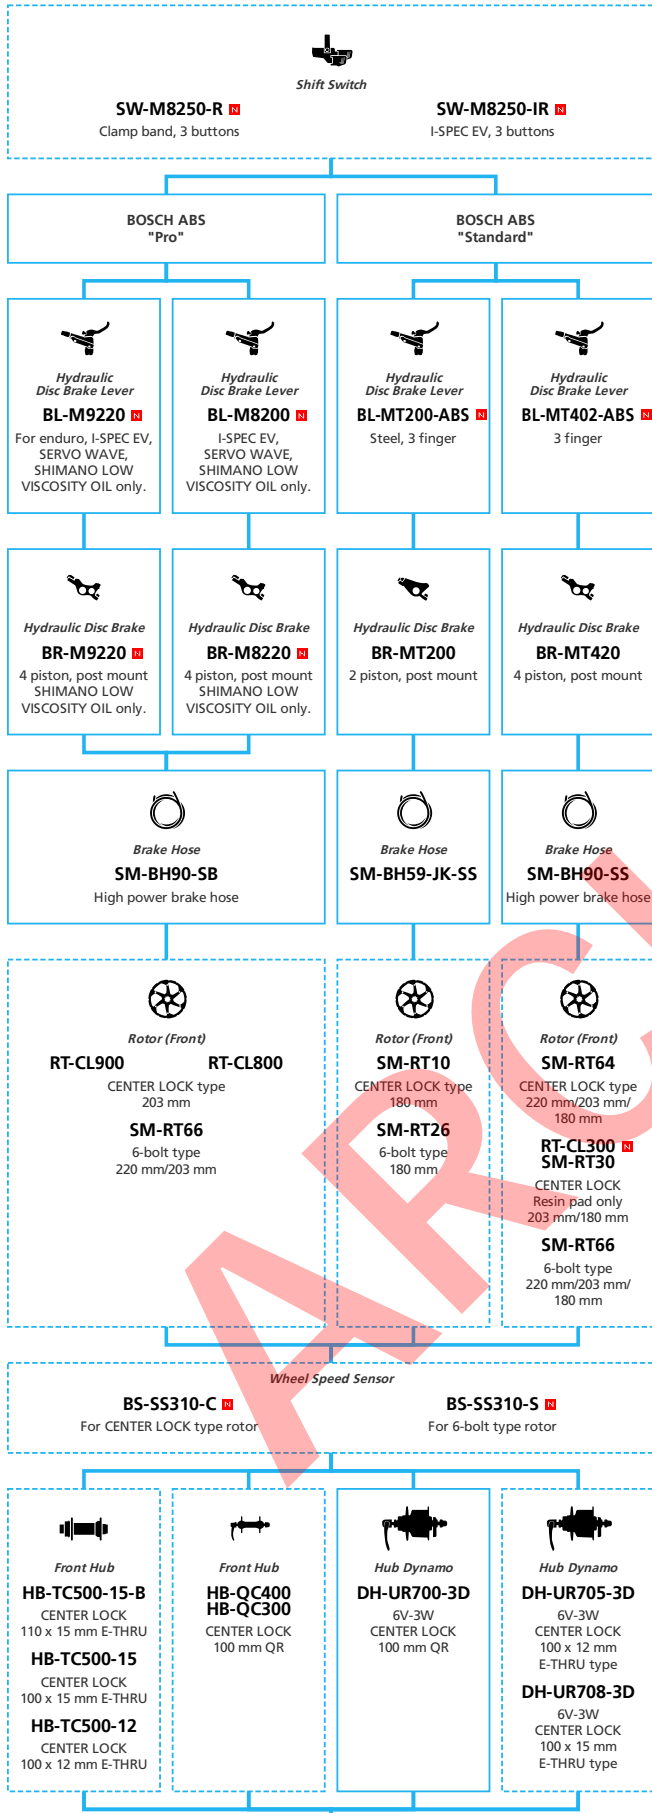 Shift Switch
SW-M8250-R N
Clamp band, 3 buttons
SW-M8250-IR N
I-SPEC EV, 3 buttons
BOSCH ABS
"Pro"
BOSCH ABS
"Standard"
Hydraulic
Disc Brake Lever
BL-M9220 N
For enduro, I-SPEC EV,
SERVO WAVE,
SHIMANO LOW
VISCOSITY OIL only.
Hydraulic
Disc Brake Lever
BL-M8200 N
I-SPEC EV,
SERVO WAVE,
SHIMANO LOW
VISCOSITY OIL only.
Hydraulic
Disc Brake Lever
BL-MT200-ABS N
Steel, 3 finger
Hydraulic
Disc Brake Lever
BL-MT402-ABS N
3 finger
Hydraulic Disc Brake
BR-M9220 N
4 piston, post mount
SHIMANO LOW
VISCOSITY OIL only.
Hydraulic Disc Brake
BR-M8220 N
4 piston, post mount
SHIMANO LOW
VISCOSITY OIL only.
Hydraulic Disc Brake
BR-MT200
2 piston, post mount
Hydraulic Disc Brake
BR-MT420
4 piston, post mount
Brake Hose
SM-BH90-SB
High power brake hose
Brake Hose
SM-BH59-JK-SS
Brake Hose
SM-BH90-SS
High power brake hose
Rotor (Front)
RT-CL900 RT-CL800
CENTER LOCK type
203 mm
SM-RT66
6-bolt type
220 mm/203 mm
Rotor (Front)
SM-RT10
CENTER LOCK type
180 mm
SM-RT26
6-bolt type
180 mm
Rotor (Front)
SM-RT64
CENTER LOCK type
220 mm/203 mm/
180 mm
RT-CL300 N
SM-RT30
CENTER LOCK
Resin pad only
203 mm/180 mm
SM-RT66
6-bolt type
220 mm/203 mm/
180 mm
Wheel Speed Sensor
BS-SS310-C N
For CENTER LOCK type rotor
BS-SS310-S N
For 6-bolt type rotor
Front Hub
HB-TC500-15-B
CENTER LOCK
110 x 15 mm E-THRU
HB-TC500-15
CENTER LOCK
100 x 15 mm E-THRU
HB-TC500-12
CENTER LOCK
100 x 12 mm E-THRU
Front Hub
HB-QC400
HB-QC300
CENTER LOCK
100 mm QR
Hub Dynamo
DH-UR700-3D
6V-3W
CENTER LOCK
100 mm QR
Hub Dynamo
DH-UR705-3D
6V-3W
CENTER LOCK
100 x 12 mm
E-THRU type
DH-UR708-3D
6V-3W
CENTER LOCK
100 x 15 mm
E-THRU type